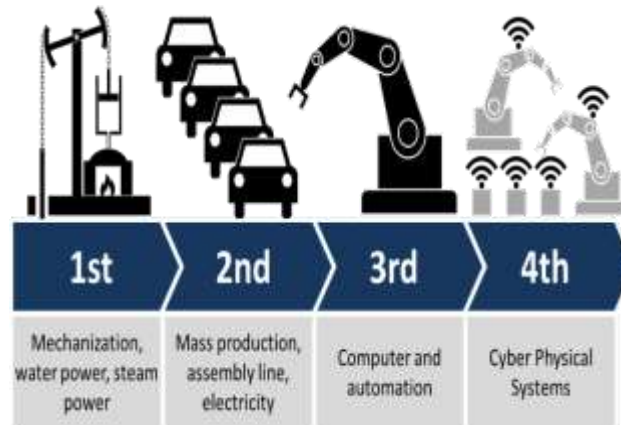 1st
2nd
3rd
4th
Mechanization,
water power, steam
power
Mass production,
assembly line,
electricity
Computer and
automation
Cyber Physical
Systems